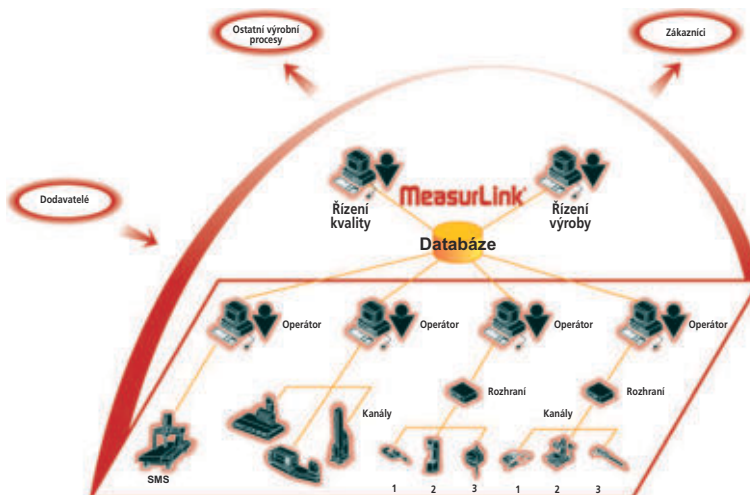 Ostatní výrobní
procesy
Zákazníci
Dodavatelé
MeasurLink®
Řízení
kvality
Řízení
výroby
Databáze
Operátor
Operátor
Operátor
Operátor
Rozhraní
Rozhraní
Kanály
Kanály
SMS
1 2 3 1 2 3